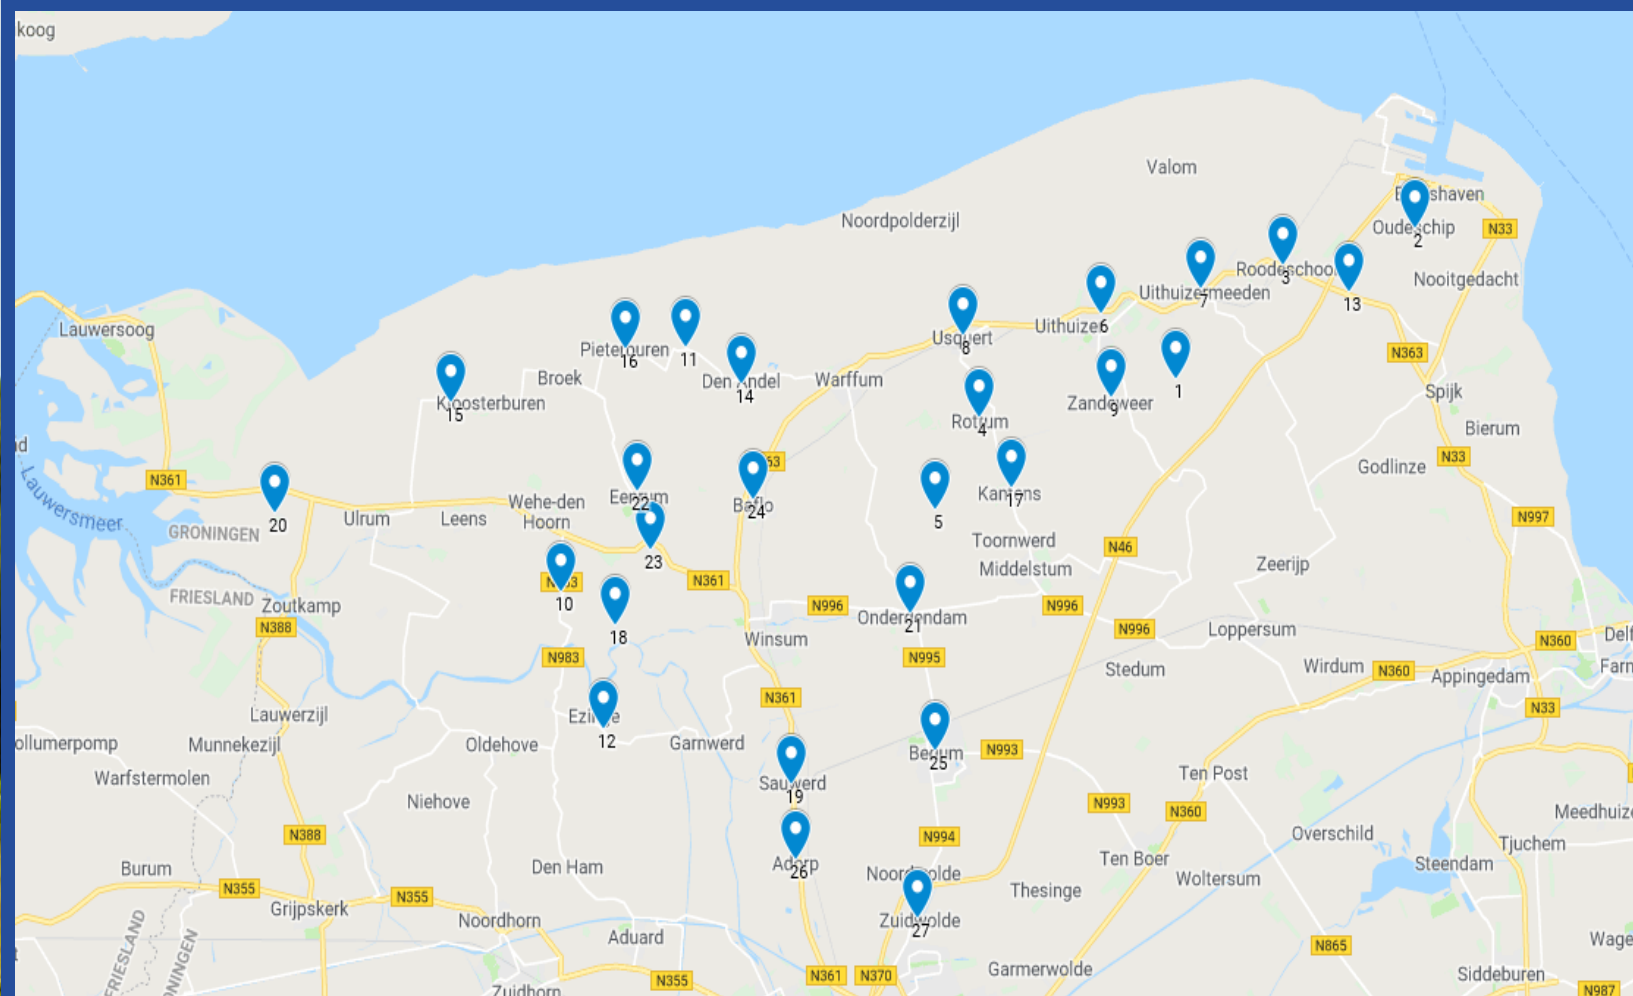 koog
Valom
Noordpolderzijl
Oudeschip
2
N33
Roodeschool
3
Nooitgedacht
13
Uithuizermeeden
7
Lauwersoog
Uithuizen
6
Usquert
8
Pieterburen
16
11
N363
Den Andel
14
Broek
Warffum
1
Spijk
Kloosterburen
15
Zandeweer
9
Rottum
4
Bierum
N33
Godlinze
N361
Kantens
17
Eenrum
22
Baflo
24
Wehe-den
Hoorn
20
Ulrum
Leens
5
N997
Lauwersmeer
GRONINGEN
Toornwerd
N46
23
Middelstum
Zeerijp
N361
10
FRIESLAND
Zoutkamp
N996
N996
18
Onderdendam
21
N388
N996
Loppersum
Winsum
N360
N983
N995
Stedum
Wirdum
N360
Appingedam
N361
N33
Lauwerzijl
Ezinge
12
Munnekezijl
Oldehove
Garnwerd
Bedum
25
N993
Warfstermolen
Sauwerd
19
Ten Post
Niehove
N993
N360
N388
N994
Overschild
Tjuchem
Adorp
26
Ten Boer
Steendam
Burum
Den Ham
Noordwolde
Woltersum
N355
N355
Thesinge
Grijpskerk
Noordhorn
Zuidwolde
27
Aduard
N865
FRIESLAND
N355
N361
N370
Garmerwolde
Siddeburen
Zuidhorn
N987